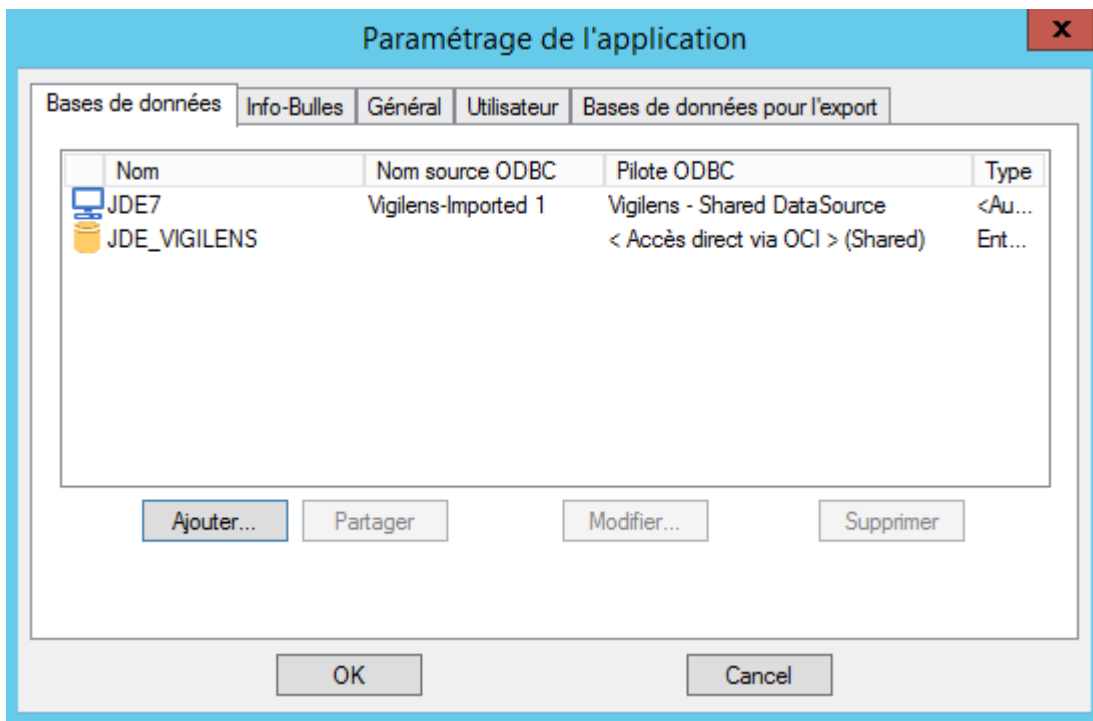 Paramétrage de l'application
x
Bases de données Info-Bulles Général Utilisateur Bases de données pour l'export
Nom Nom source ODBC Pilote ODBC Type
JDE7 Vigilens-Imported 1 Vigilens - Shared DataSource <Au...
JDE_VIGILENS < Accès direct via OCI > (Shared) Ent...
Ajouter... Partager Modifier... Supprimer
OK Cancel